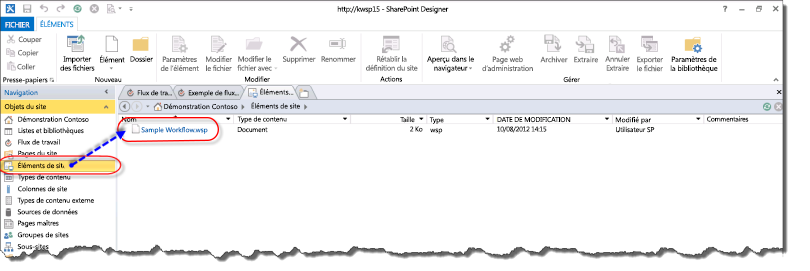 http://kwsp15 - SharePoint Designer
FICHIER ÉLÉMENTS
Couper
Copier
Coller
Presse-papiers
Importer des fichiers
Élément
Dossier
Nouveau
Paramètres de l'élément
Modifier le fichier
Modifier le fichier avec
Supprimer
Renommer
Modifier
Rétablir la définition du site
Actions
Aperçu dans le navigateur
Page web d'administration
Archiver
Extraire
Annuler Extraire
Exporter le fichier
Paramètres de la bibliothèque
Gérer
Navigation
Flux de tra...
Exemple de flux...
Éléments...
Objets du site
Démonstration Contoso
Éléments de site
Démonstration Contoso
Listes et bibliothèques
Flux de travail
Pages du site
Éléments de site
Types de contenu
Colonnes de site
Types de contenu externe
Sources de données
Pages maîtres
Groupes de sites
Sous-sites
Nom
Type de contenu
Taille
Type
DATE DE MODIFICATION
Modifié par
Commentaires
Sample Workflow.wsp
Document
2 Ko
wsp
10/08/2012 14:15
Utilisateur SP